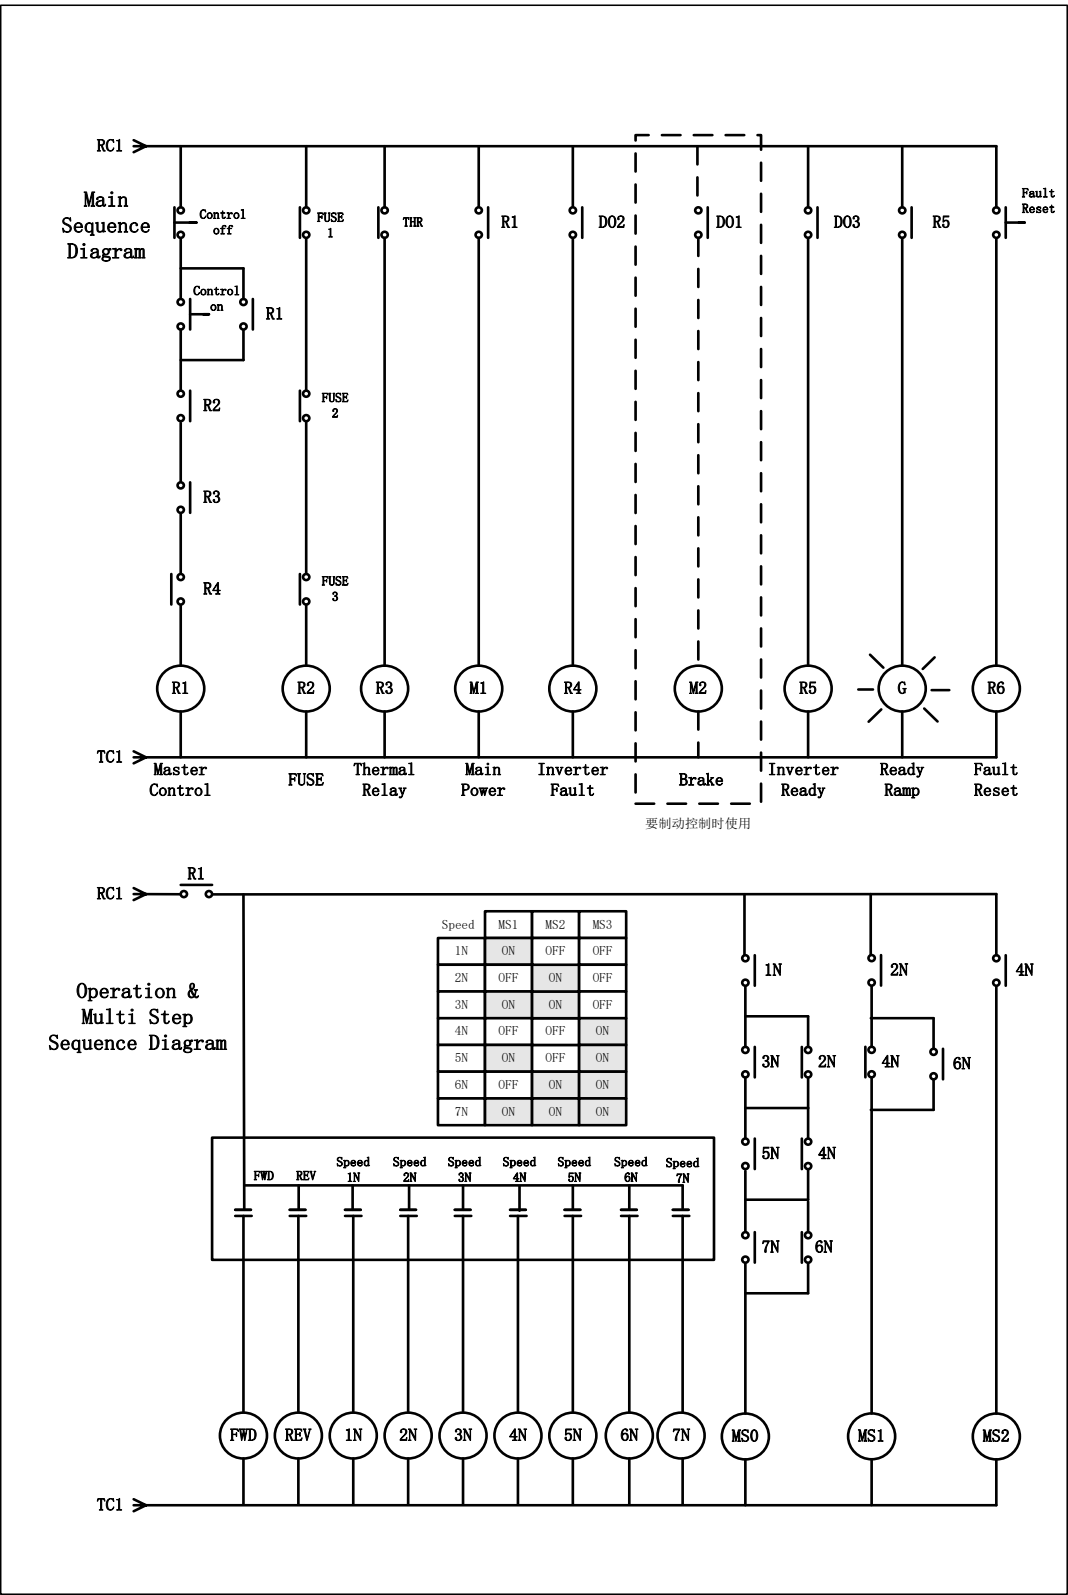 RC1
Main
Sequence
Diagram
Control
off
Control
on
R1
R2
R3
R4
FUSE
1
FUSE
2
FUSE
3
THR
R1
DO2
DO1
DO3
R5
Fault
Reset
R1
R2
R3
M1
R4
M2
R5
G
R6
TC1
Master
Control
FUSE
Thermal
Relay
Main
Power
Inverter
Fault
Brake
Inverter
Ready
Ready
Ramp
Fault
Reset
要制动控制时使用
RC1
R1
Operation &
Multi Step
Sequence Diagram
Speed MS1 MS2 MS3
1N ON OFF OFF
2N OFF ON OFF
3N ON ON OFF
4N OFF OFF ON
5N ON OFF ON
6N OFF ON ON
7N ON ON ON
FWD
REV
Speed
1N
Speed
2N
Speed
3N
Speed
4N
Speed
5N
Speed
6N
Speed
7N
1N
3N
2N
5N
4N
7N
6N
2N
4N
6N
4N
FWD
REV
1N
2N
3N
4N
5N
6N
7N
MS0
MS1
MS2
TC1